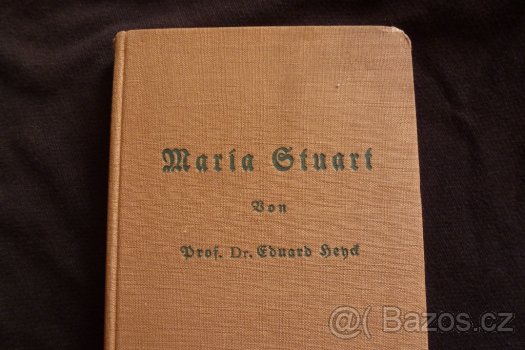 Maria Stuart
Von
Prof. Dr. Eduard Heyck
@ Bazos.cz